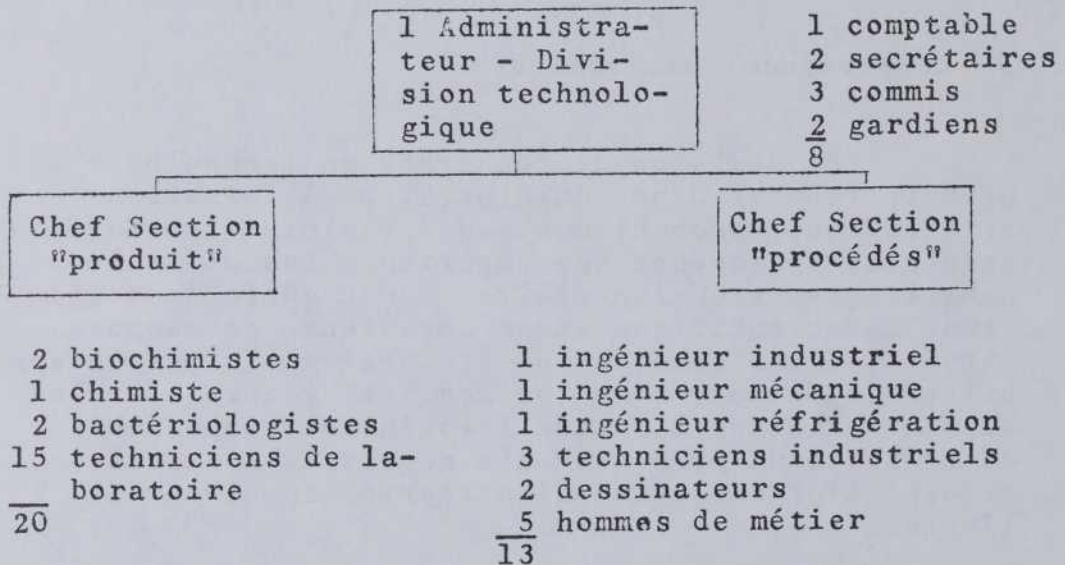 1 Administra-
teur - Divi-
sion technolo-
gique
1 comptable
2 secrétaires
3 commis
2 gardiens
8
Chef Section
"produit"
Chef Section
"procédés"
2 biochimistes
1 chimiste
2 bactériologistes
15 techniciens de la-
boratoire
20
1 ingénieur industriel
1 ingénieur mécanique
1 ingénieur réfrigération
3 techniciens industriels
2 dessinateurs
5 hommes de métier
13